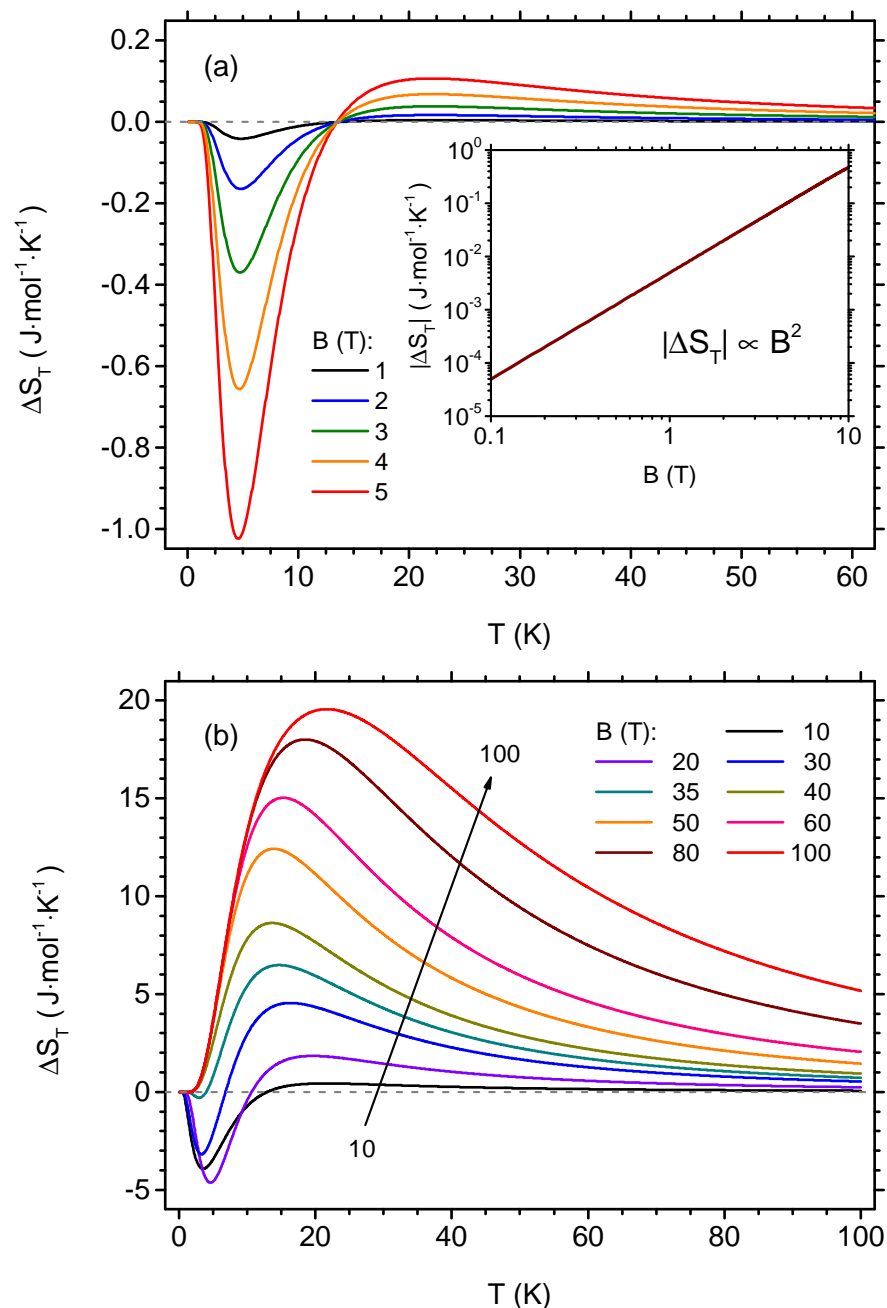 0.2
0.0
-0.2
-0.4
-0.6
-0.8
-1.0
ΔS_T ( J·mol⁻¹·K⁻¹)
(a)
B (T):
1
2
3
4
5
10⁰
10⁻¹
10⁻²
10⁻³
10⁻⁴
10⁻⁵
|ΔS_T| ( J·mol⁻¹·K⁻¹)
|ΔS_T| ∝ B²
0.1 1 10
B (T)
0 10 20 30 40 50 60
T (K)
20
15
10
5
0
-5
ΔS_T ( J·mol⁻¹·K⁻¹)
(b)
B (T): 10
20 30
35 40
50 60
80 100
100
10
0 20 40 60 80 100
T (K)